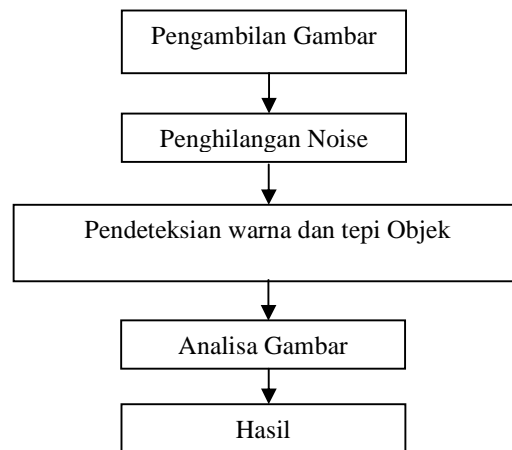 Pengambilan Gambar
Penghilangan Noise
Pendeteksian warna dan tepi Objek
Analisa Gambar
Hasil